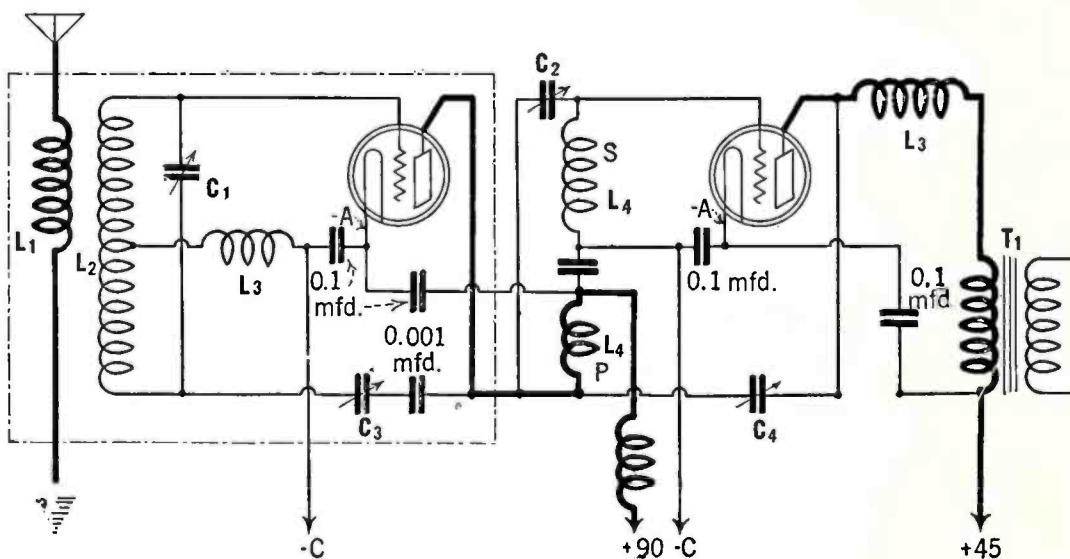 C2
L3
S
C1
L4
-A
-A
L1
L2
T1
L3
0.1
mfd.
0.1 mfd.
0.1
mfd
0.001
mfd.
L4
P
C3
C4
-C
+90
-C
+45